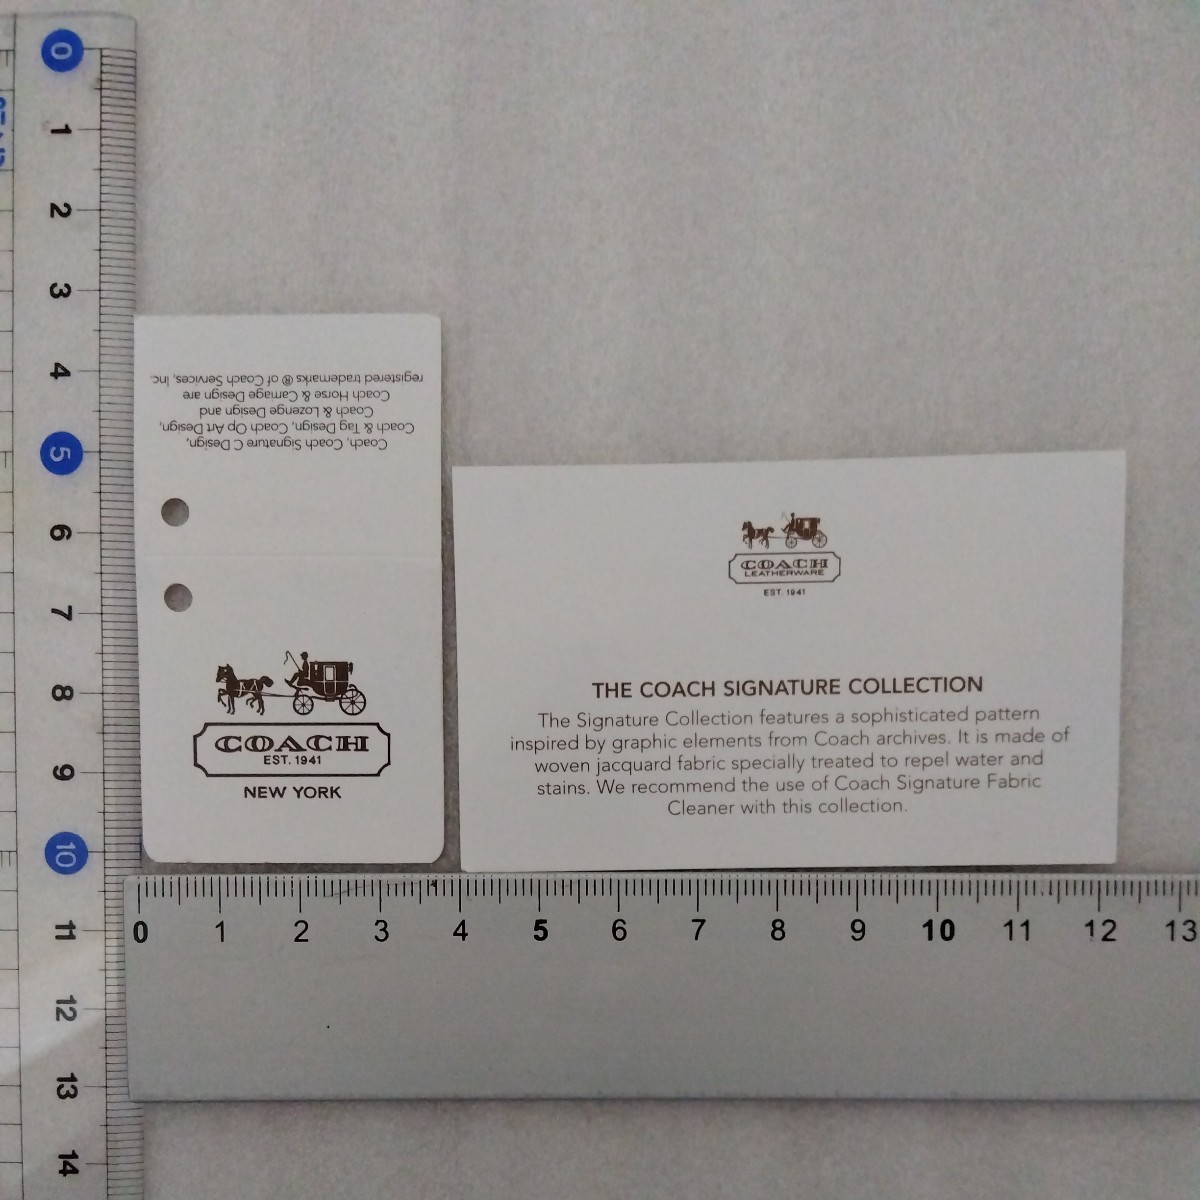 0
1
2
3
4
5
6
7
8
9
10
11
12
13
14
Coach, Coach Signature C Design,
Coach & Tag Design, Coach Op Art Design,
Coach & Lozenge Design and
Coach Horse & Carriage Design are
registered trademarks ® of Coach Services, Inc.
COACH
EST. 1941
NEW YORK
COACH
LEATHERWARE
EST. 1941
THE COACH SIGNATURE COLLECTION
The Signature Collection features a sophisticated pattern
inspired by graphic elements from Coach archives. It is made of
woven jacquard fabric specially treated to repel water and
stains. We recommend the use of Coach Signature Fabric
Cleaner with this collection.
0 1 2 3 4 5 6 7 8 9 10 11 12 13